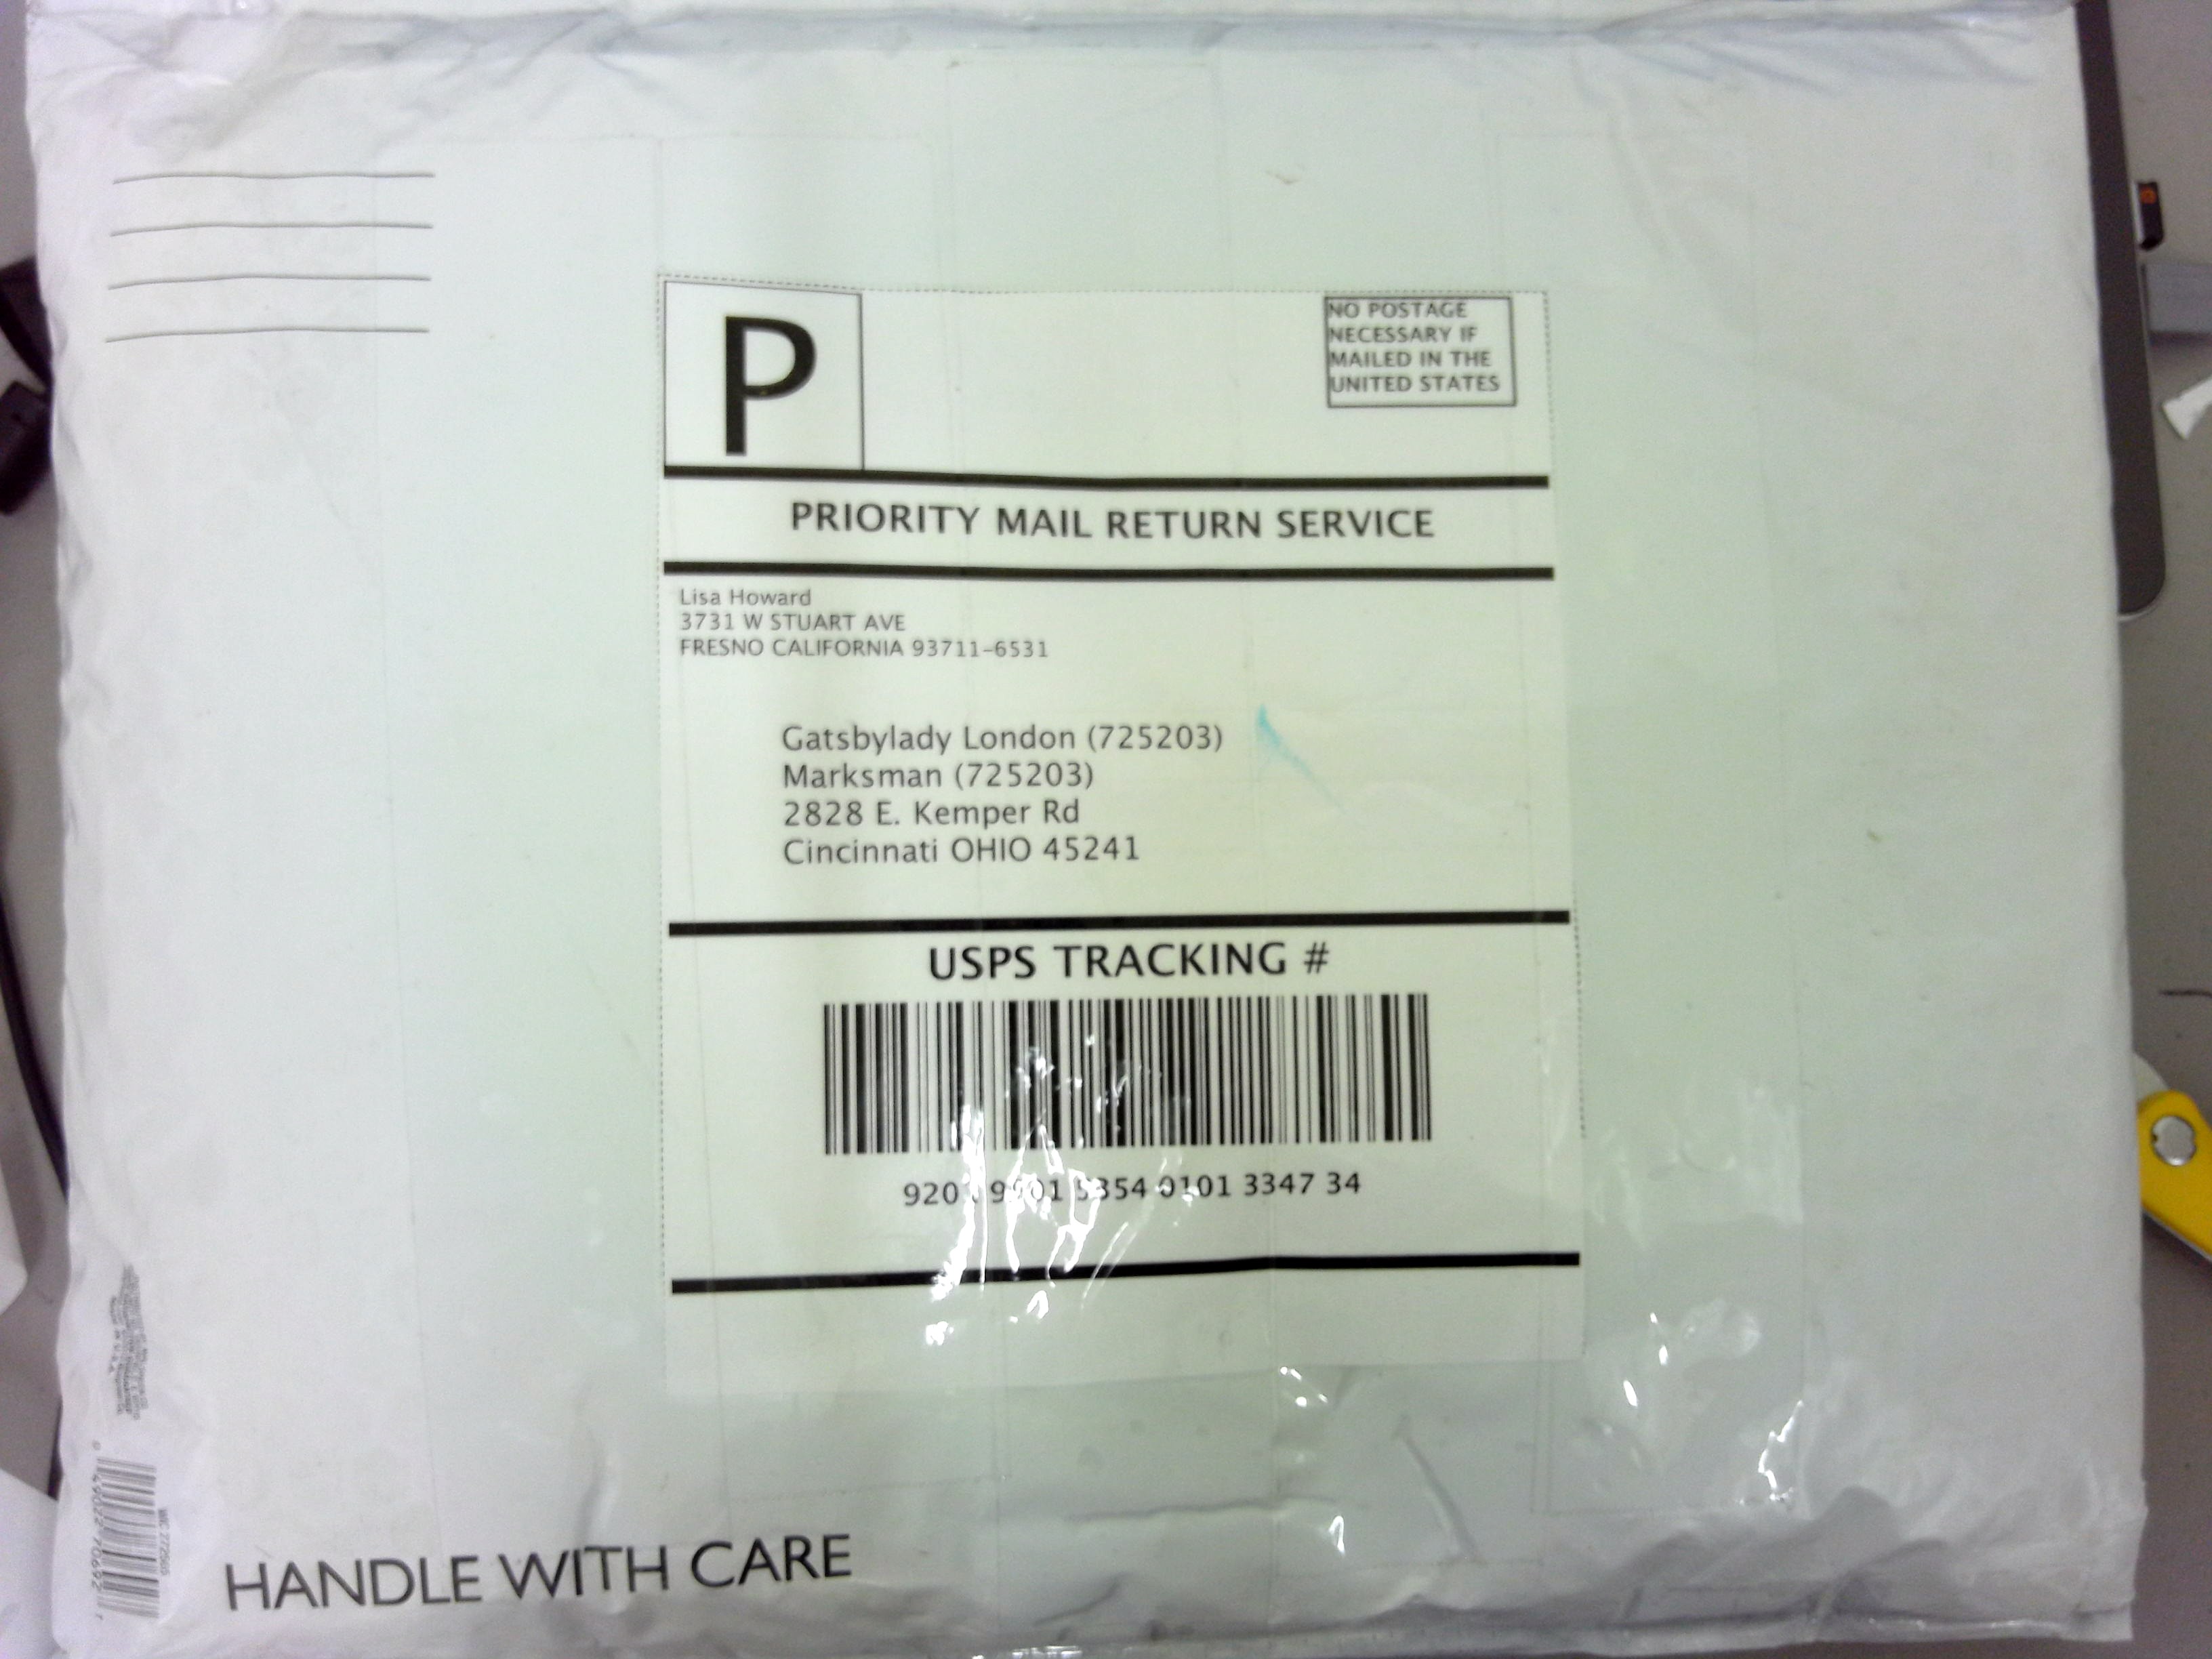 P
NO POSTAGE
NECESSARY IF
MAILED IN THE
UNITED STATES
PRIORITY MAIL RETURN SERVICE
Lisa Howard
3731 W STUART AVE
FRESNO CALIFORNIA 93711-6531
Gatsbylady London (725203)
Marksman (725203)
2828 E. Kemper Rd
Cincinnati OHIO 45241
USPS TRACKING #
5354 0101 3347 34
HANDLE WITH CARE